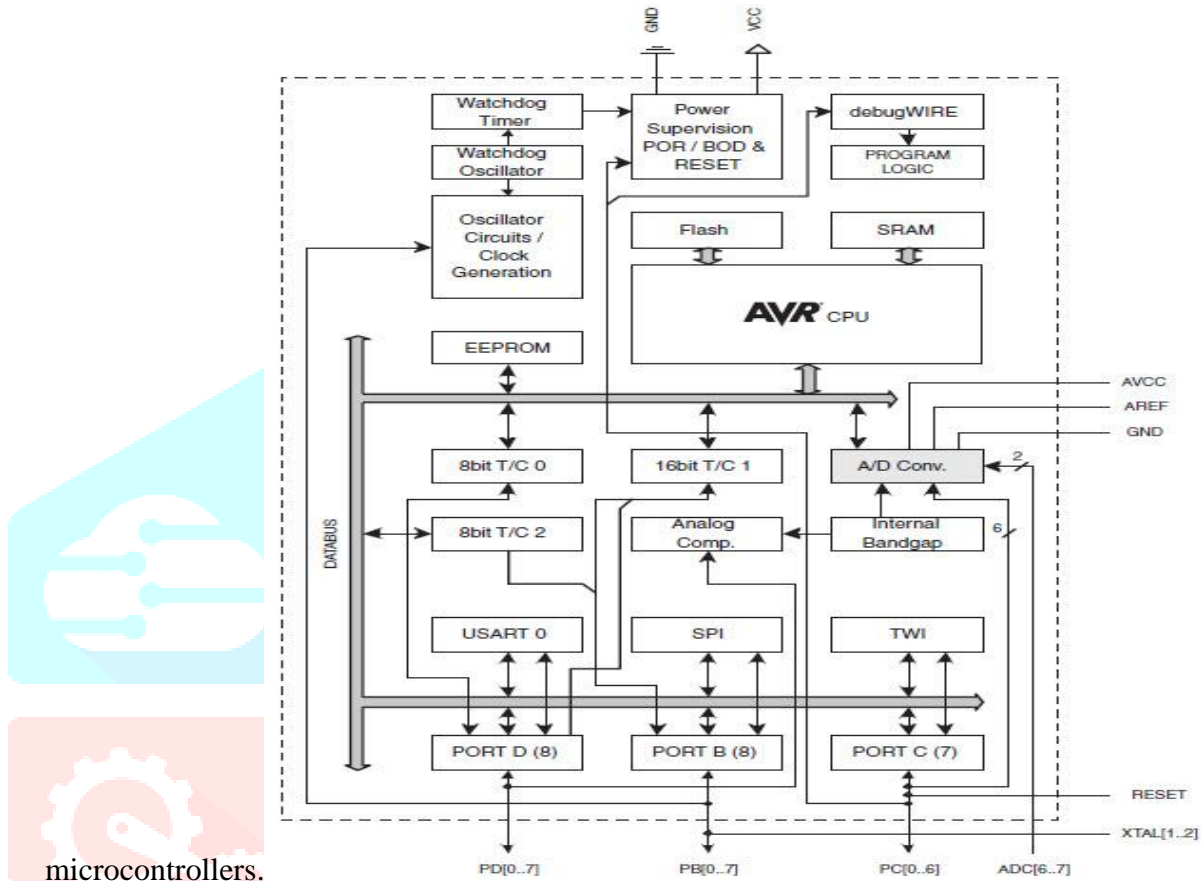 GND
VCC
Watchdog
Timer
Power
Supervision
POR / BOD &
RESET
debugWIRE
Watchdog
Oscillator
PROGRAM
LOGIC
Oscillator
Circuits /
Clock
Generation
Flash
SRAM
AVR CPU
EEPROM
AVCC
AREF
GND
8bit T/C 0
16bit T/C 1
A/D Conv.
2
DATABUS
8bit T/C 2
Analog
Comp.
Internal
Bandgap
6
USART 0
SPI
TWI
PORT D (8)
PORT B (8)
PORT C (7)
RESET
XTAL[1..2]
PD[0..7]
PB[0..7]
PC[0..6]
ADC[6..7]
microcontrollers.